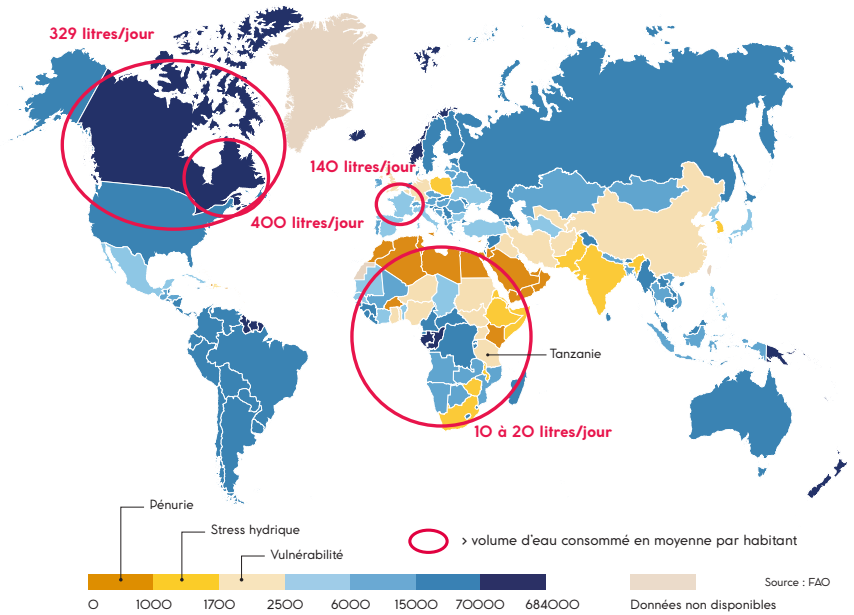 329 litres/jour
140 litres/jour
400 litres/jour
Tanzanie
10 à 20 litres/jour
Pénurie
Stress hydrique
Vulnérabilité
› volume d'eau consommé en moyenne par habitant
Source : FAO
0 1000 1700 2500 6000 15000 70000 684000 Données non disponibles